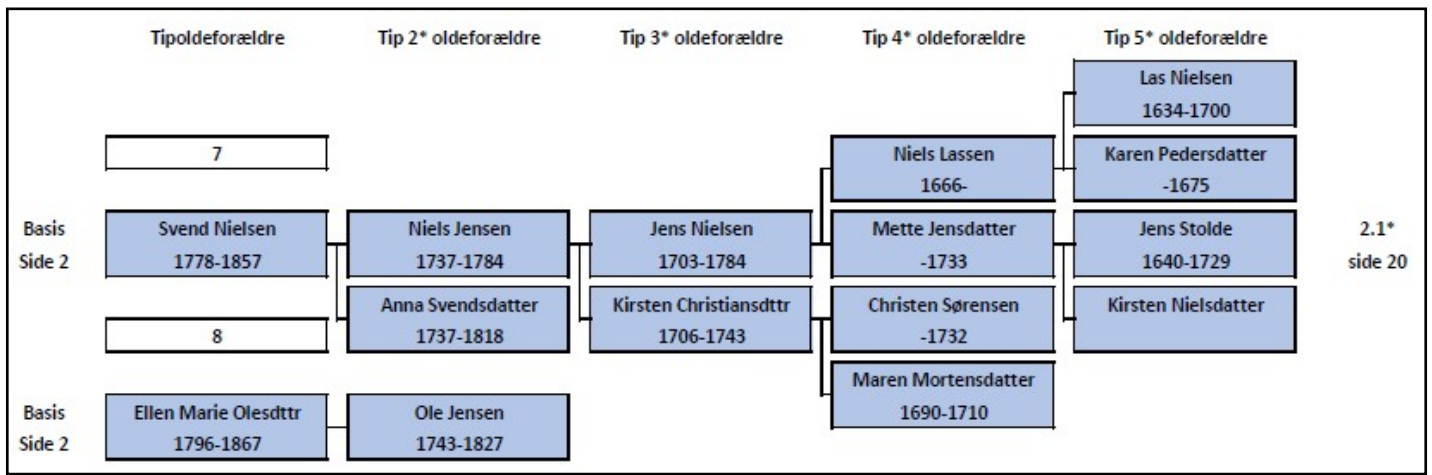 Tipoldeforældre Tip 2* oldeforældre Tip 3* oldeforældre Tip 4* oldeforældre Tip 5* oldeforældre
Las Nielsen
1634-1700
7 Niels Lassen Karen Pedersdatter
1666- -1675
Basis Svend Nielsen Niels Jensen Jens Nielsen Mette Jensdatter Jens Stolde 2.1*
Side 2 1778-1857 1737-1784 1703-1784 -1733 1640-1729 side 20
Anna Svendsdatter Kirsten Christiansdttr Christen Sørensen Kirsten Nielsdatter
8 1737-1818 1706-1743 -1732
Maren Mortensdatter
Basis Ellen Marie Olesdttr Ole Jensen 1690-1710
Side 2 1796-1867 1743-1827